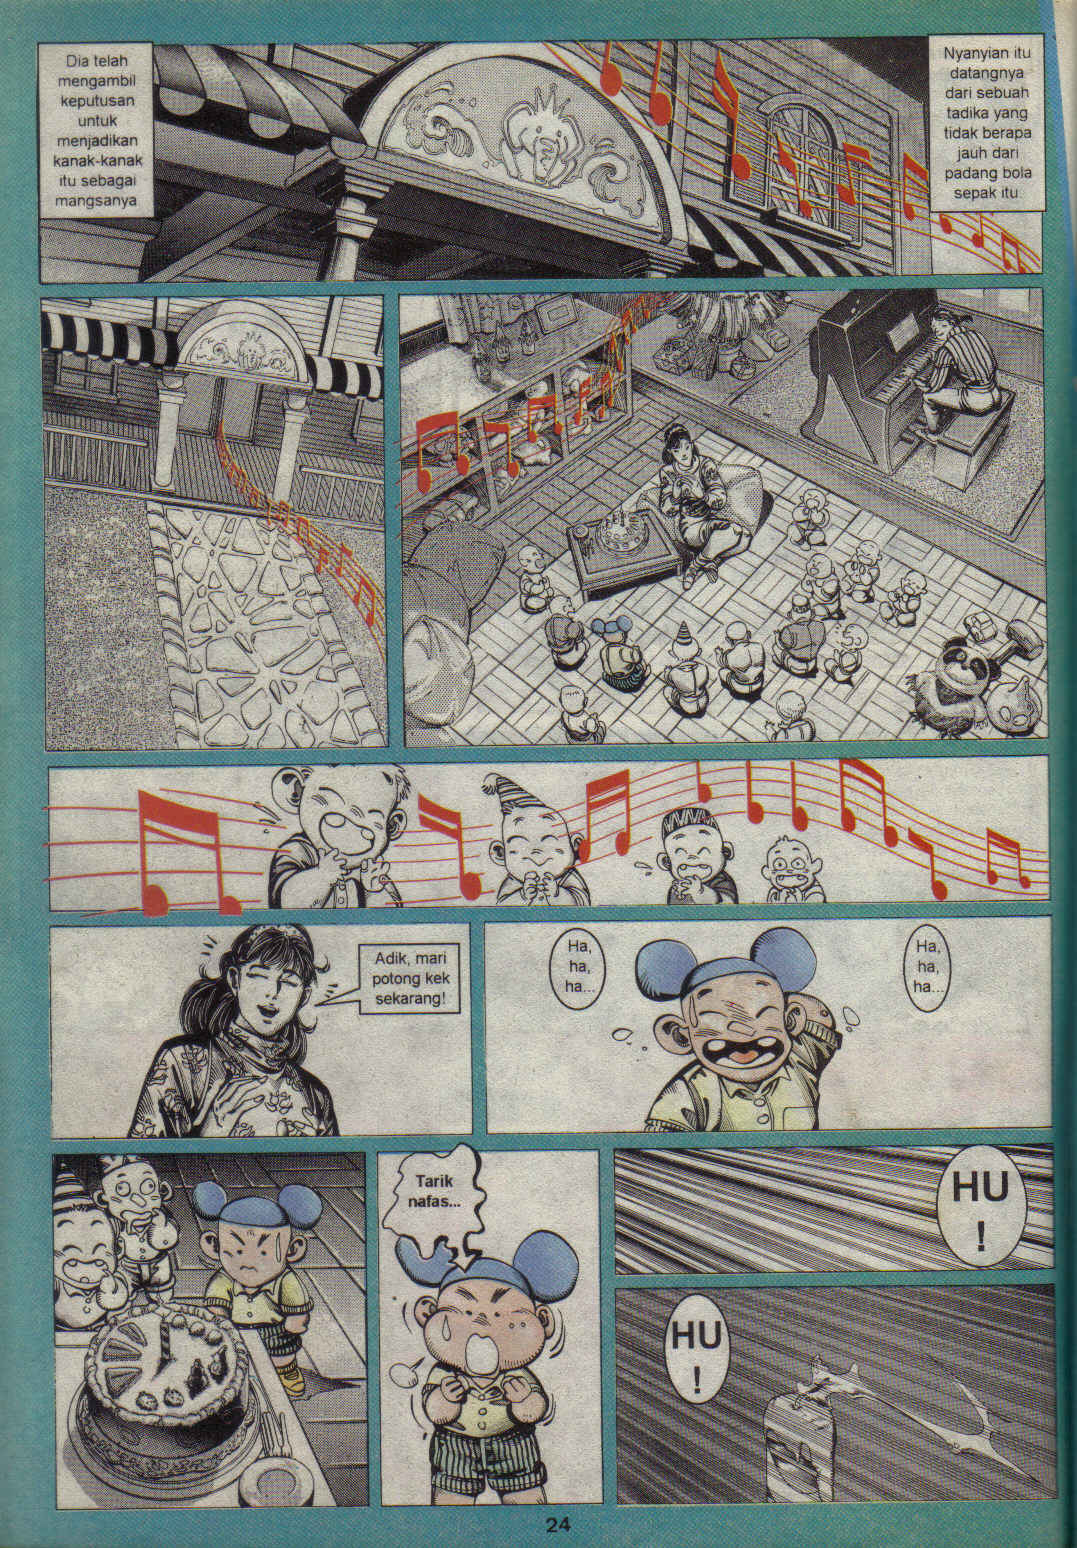 Dia telah
mengambil
keputusan
untuk
menjadikan
kanak-kanak
itu sebagai
mangsanya
Nyanyian itu
datangnya
dari sebuah
tadika yang
tidak berapa
jauh dari
padang bola
sepak itu
Adik, mari
potong kek
sekarang!
Ha,
ha,
ha...
Ha,
ha,
ha...
Tarik
nafas...
HU
!
HU
!
24